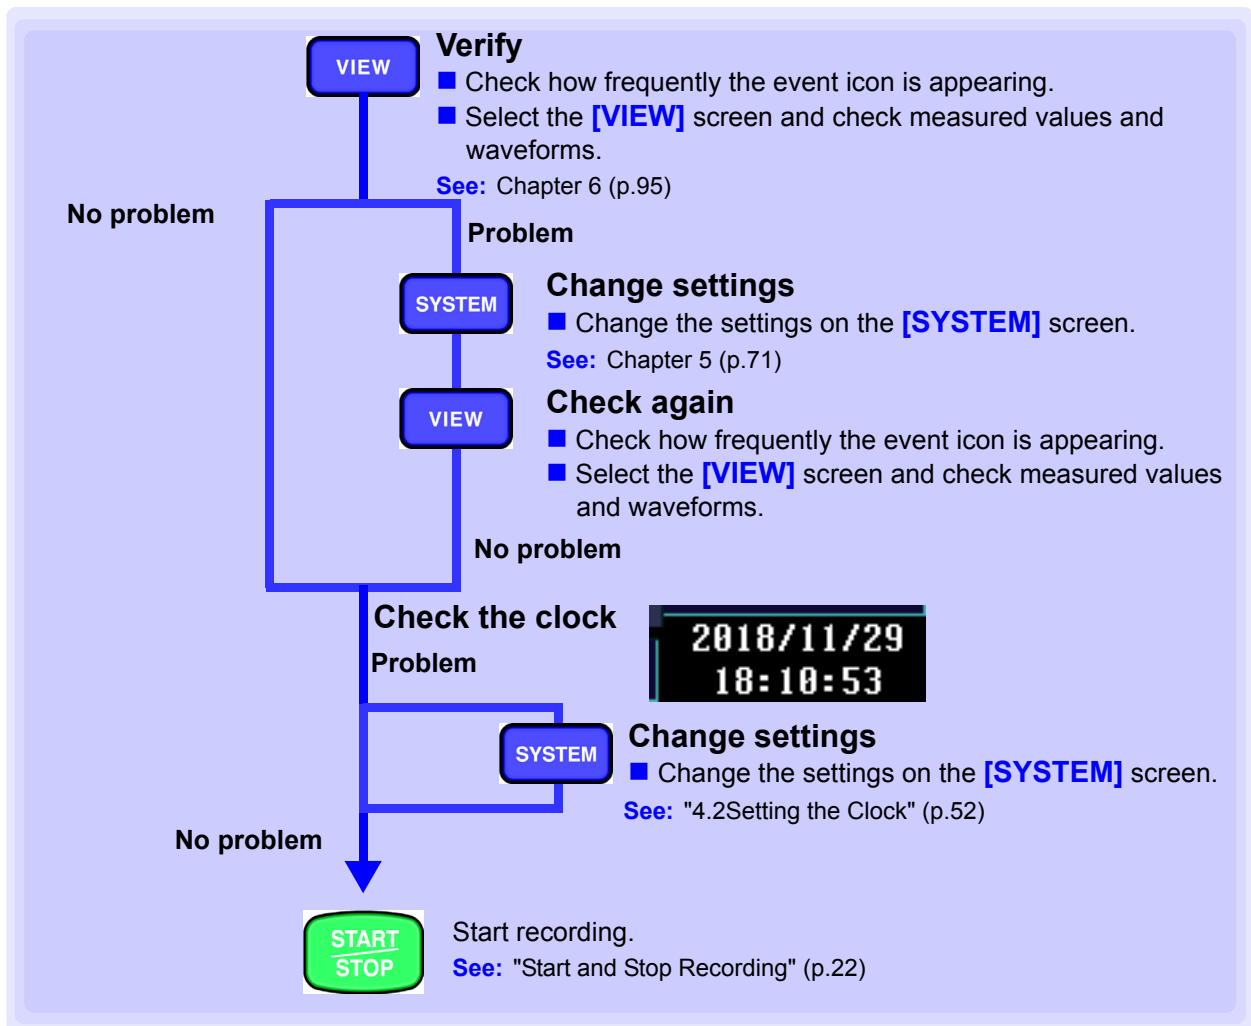 VIEW
Verify
Check how frequently the event icon is appearing.
Select the [VIEW] screen and check measured values and
waveforms.
See: Chapter 6 (p.95)
No problem
Problem
SYSTEM
Change settings
Change the settings on the [SYSTEM] screen.
See: Chapter 5 (p.71)
VIEW
Check again
Check how frequently the event icon is appearing.
Select the [VIEW] screen and check measured values
and waveforms.
No problem
Check the clock
2018/11/29
18:10:53
Problem
SYSTEM
Change settings
Change the settings on the [SYSTEM] screen.
See: "4.2Setting the Clock" (p.52)
No problem
START
STOP
Start recording.
See: "Start and Stop Recording" (p.22)